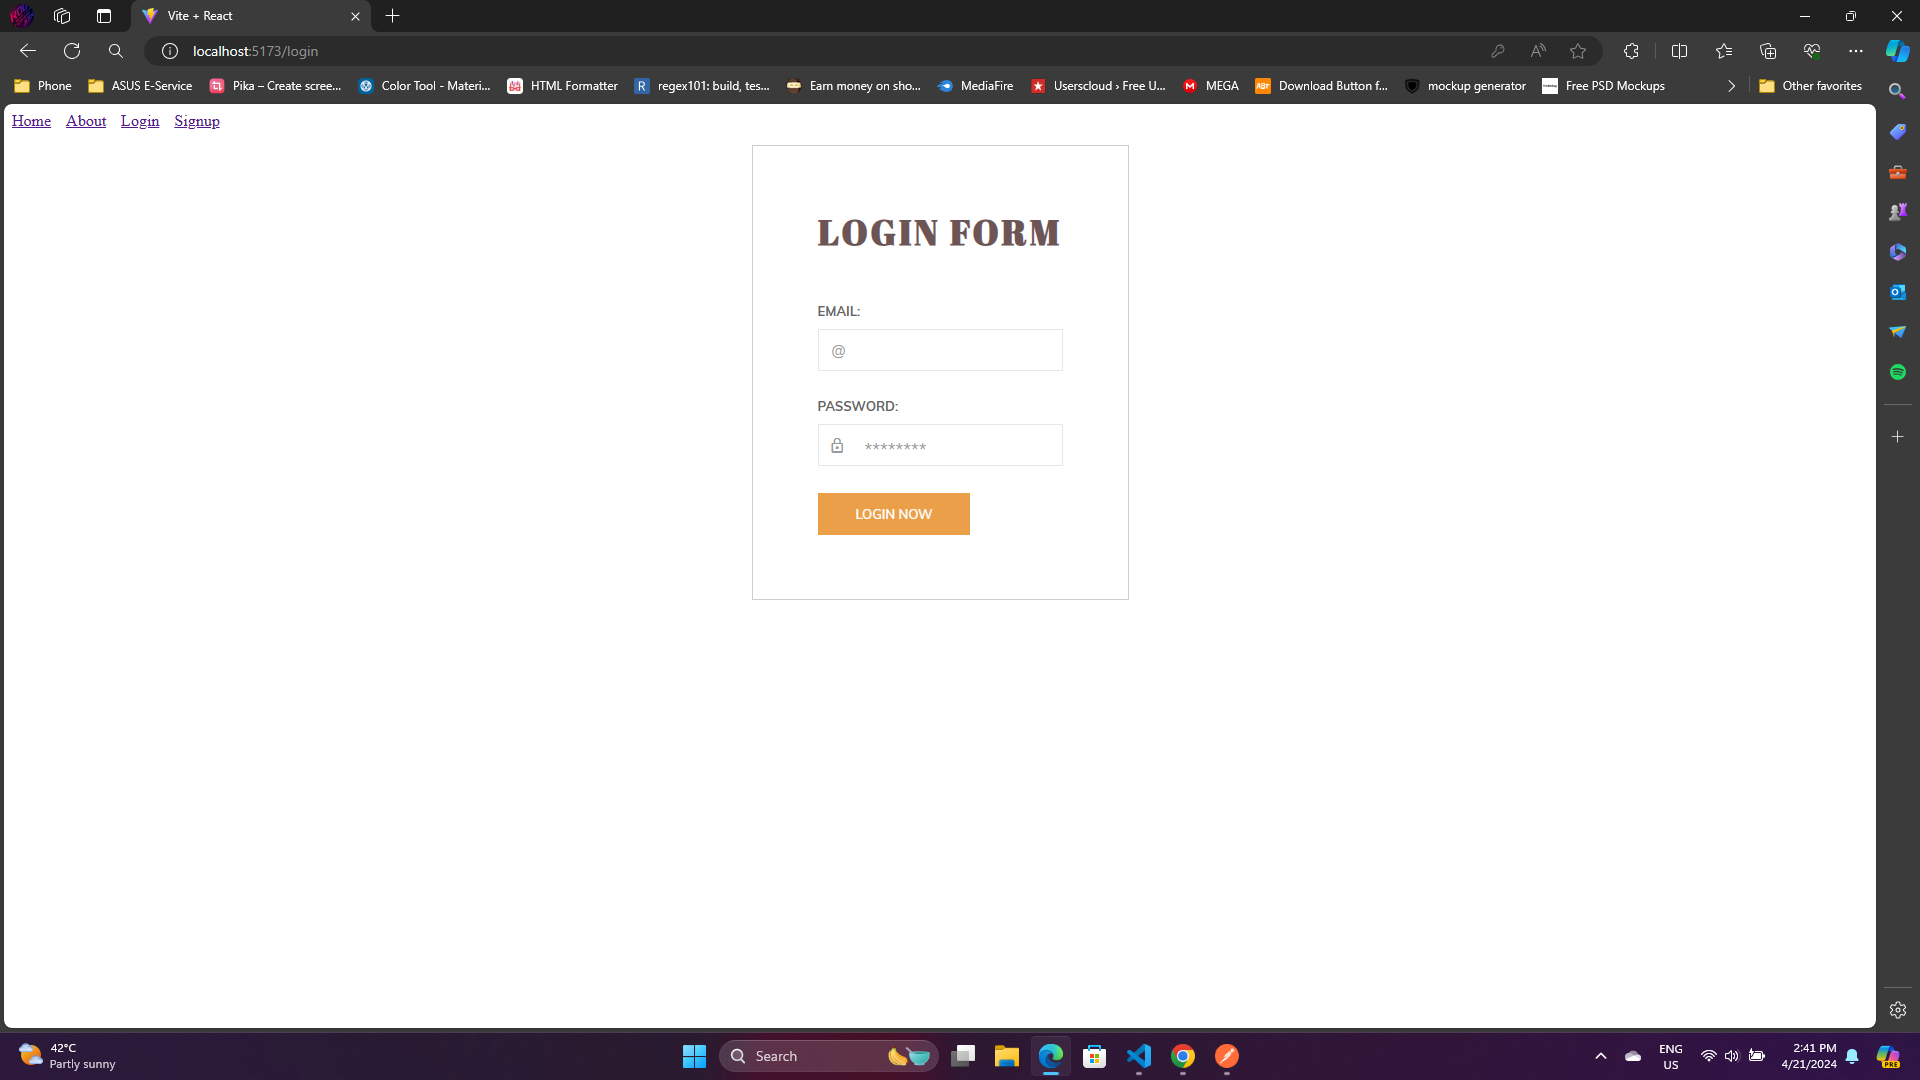 Vite + React
localhost:5173/login
Phone
ASUS E-Service
Pika – Create scree...
Color Tool - Materi...
HTML Formatter
R
regex101: build, tes...
Earn money on sho...
MediaFire
Userscloud › Free U...
M
MEGA
Download Button f...
mockup generator
Free PSD Mockups
Other favorites
Home About Login Signup
LOGIN FORM
EMAIL:
@
PASSWORD:
********
LOGIN NOW
42°C
Partly sunny
Search
ENG
US
2:41 PM
4/21/2024
PRE